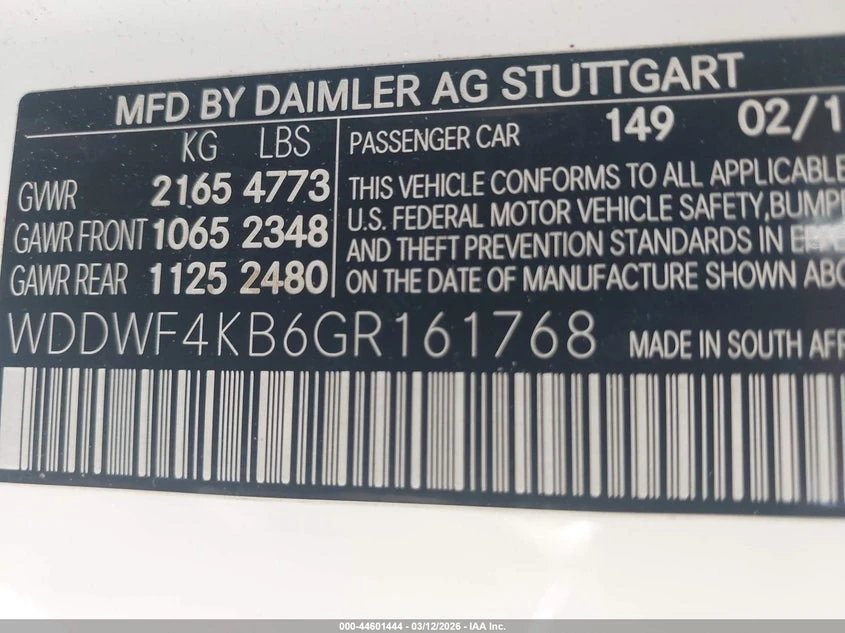 MFD BY DAIMLER AG STUTTGART
KG LBS
GVWR 2165 4773
GAWR FRONT 1065 2348
GAWR REAR 1125 2480
PASSENGER CAR 149 02/1
THIS VEHICLE CONFORMS TO ALL APPLICABLE
U.S. FEDERAL MOTOR VEHICLE SAFETY, BUMPE
AND THEFT PREVENTION STANDARDS IN
ON THE DATE OF MANUFACTURE SHOWN ABO
WDDWF4KB6GR161768 MADE IN SOUTH AFR
000-44601444 - 03/12/2026 - IAA Inc.